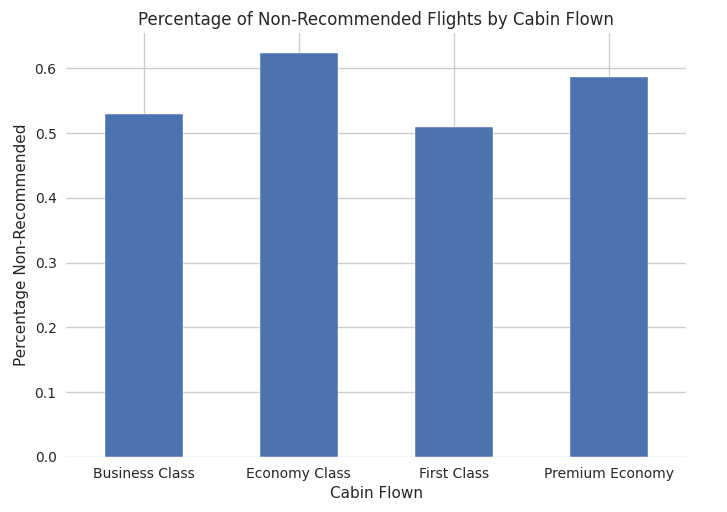 Percentage of Non-Recommended Flights by Cabin Flown
Percentage Non-Recommended
0.6
0.5
0.4
0.3
0.2
0.1
0.0
Business Class
Economy Class
First Class
Premium Economy
Cabin Flown